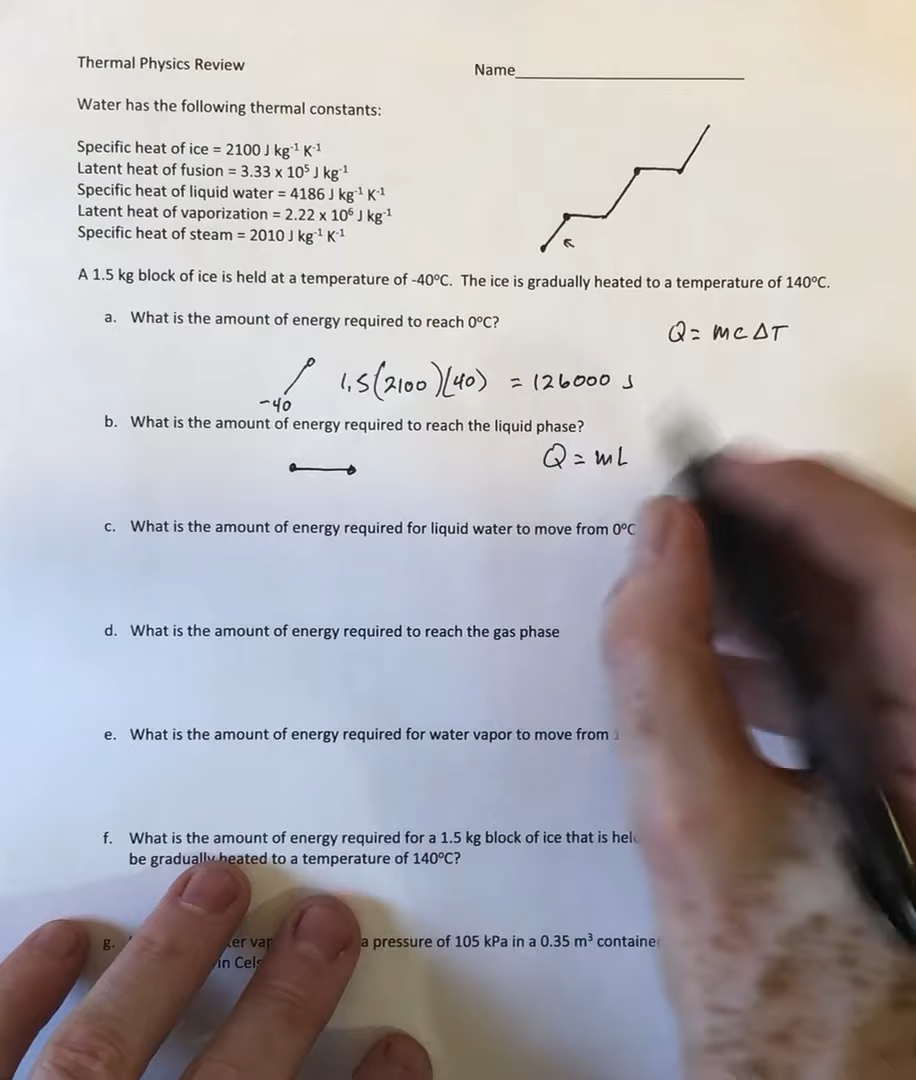 Thermal Physics Review
Name
Water has the following thermal constants:
Specific heat of ice = 2100 J kg⁻¹ K⁻¹
Latent heat of fusion = 3.33 x 10⁵ J kg⁻¹
Specific heat of liquid water = 4186 J kg⁻¹ K⁻¹
Latent heat of vaporization = 2.22 x 10⁶ J kg⁻¹
Specific heat of steam = 2010 J kg⁻¹ K⁻¹
A 1.5 kg block of ice is held at a temperature of -40ºC. The ice is gradually heated to a temperature of 140ºC.
a. What is the amount of energy required to reach 0ºC?
Q = mcΔT
1.5(2100)(40) = 126000 J
-40
b. What is the amount of energy required to reach the liquid phase?
Q = mL
c. What is the amount of energy required for liquid water to move from 0ºC
d. What is the amount of energy required to reach the gas phase
e. What is the amount of energy required for water vapor to move from
f. What is the amount of energy required for a 1.5 kg block of ice that is
be gradually heated to a temperature of 140ºC?
g. a pressure of 105 kPa in a 0.35 m³
in